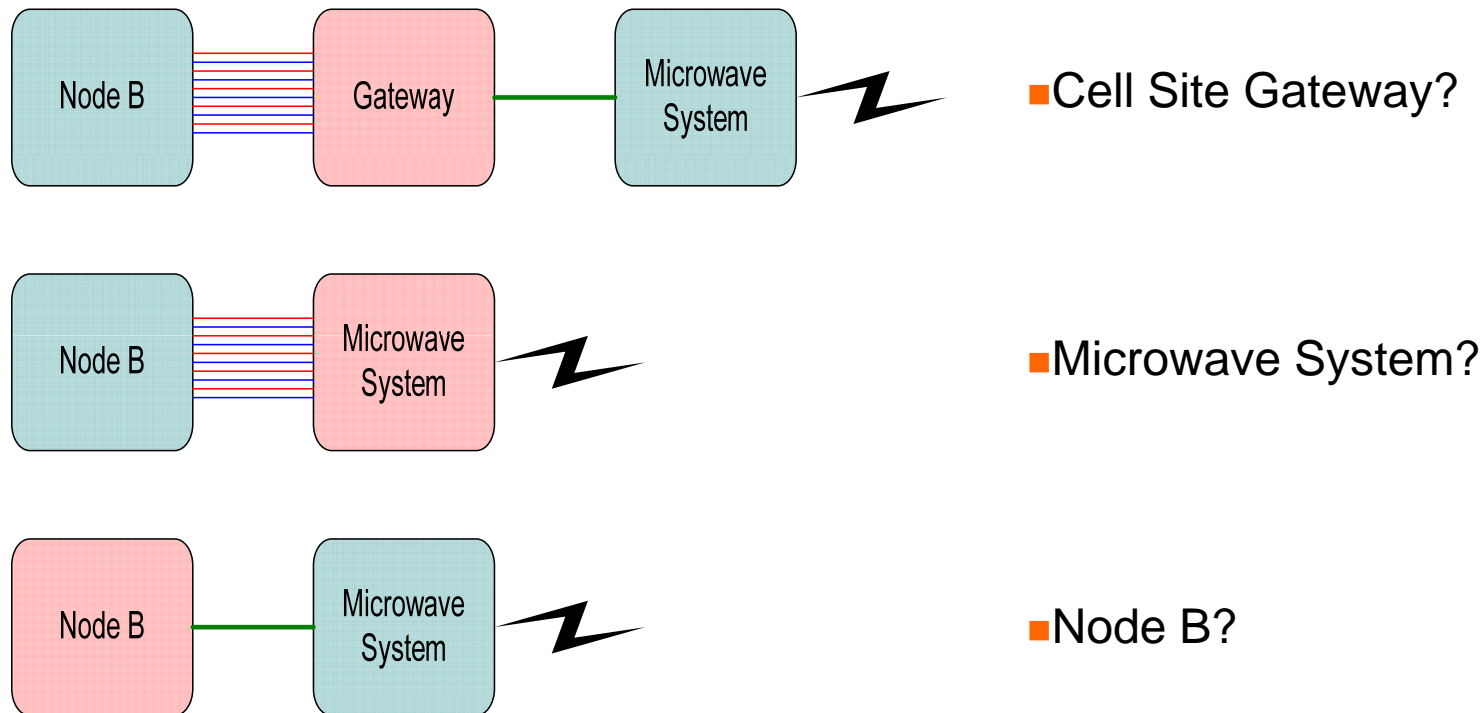 Node B
Gateway
Microwave
System
■Cell Site Gateway?
Node B
Microwave
System
■Microwave System?
Node B
Microwave
System
■Node B?